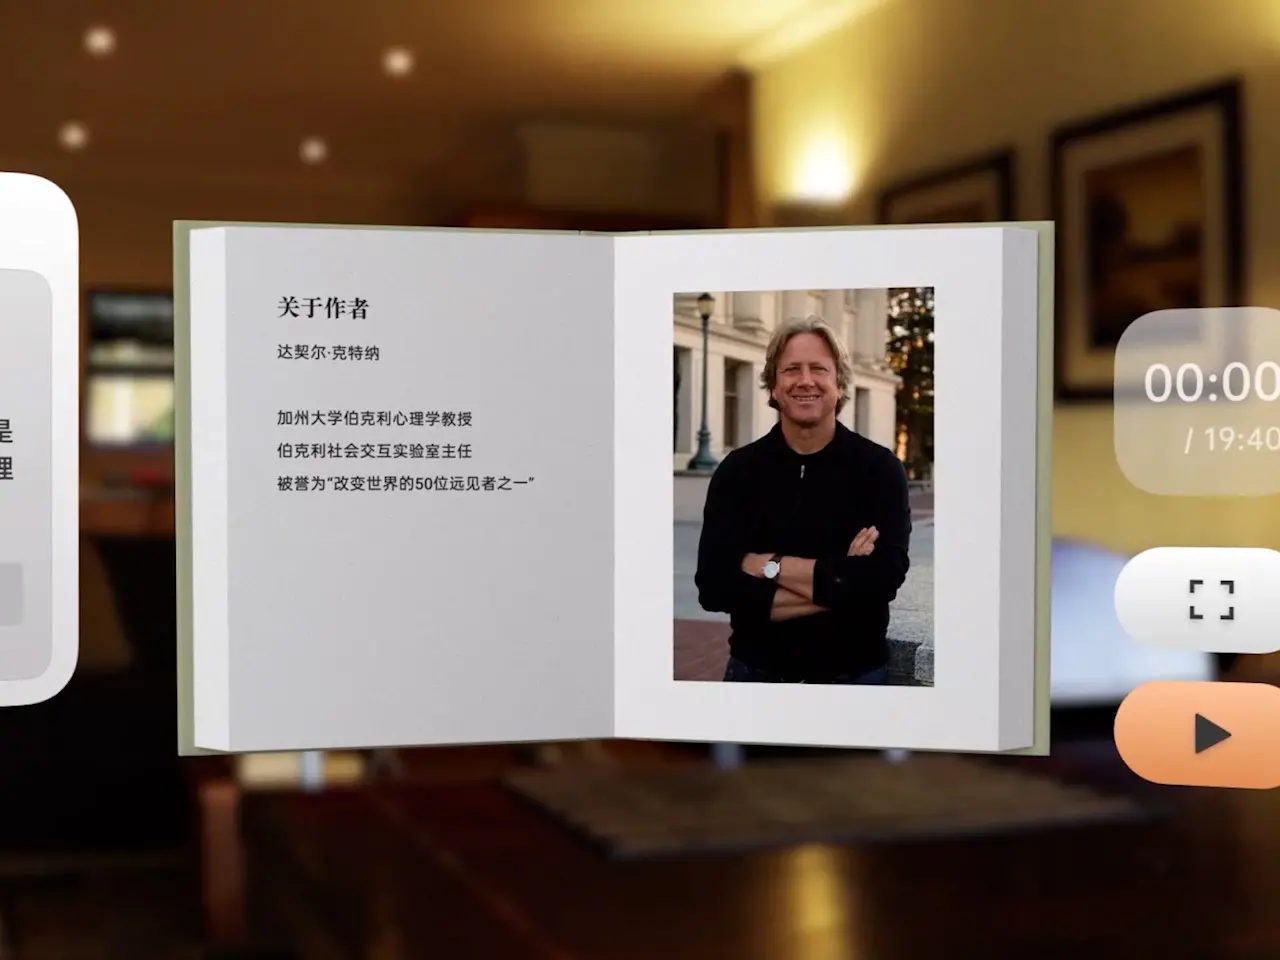 是
理
关于作者
达契尔·克特纳
加州大学伯克利心理学教授
伯克利社会交互实验室主任
被誉为“改变世界的50位远见者之一”
00:00
/ 19:40